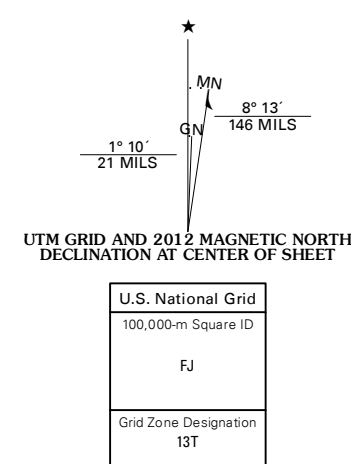 ★
MN
GN
8° 13´
146 MILS
1° 10´
21 MILS
UTM GRID AND 2012 MAGNETIC NORTH
DECLINATION AT CENTER OF SHEET
U.S. National Grid
100,000-m Square ID
FJ
Grid Zone Designation
13T